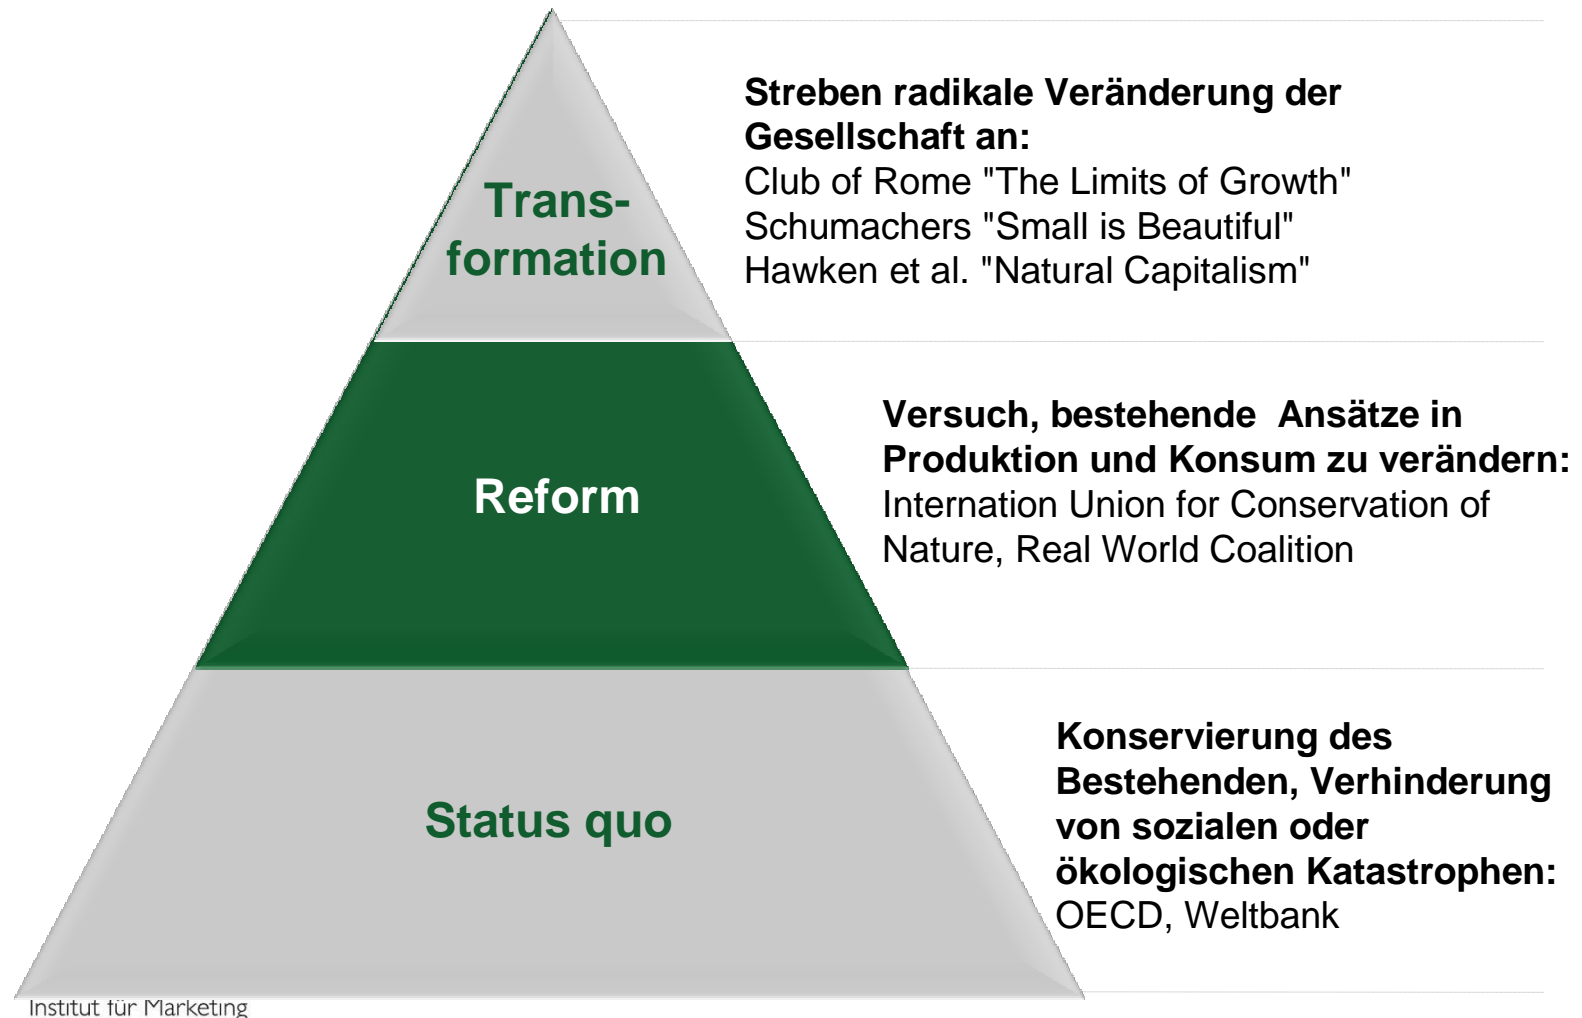 Trans-
formation
Streben radikale Veränderung der
Gesellschaft an:
Club of Rome "The Limits of Growth"
Schumachers "Small is Beautiful"
Hawken et al. "Natural Capitalism"
Reform
Versuch, bestehende  Ansätze in
Produktion und Konsum zu verändern:
Internation Union for Conservation of
Nature, Real World Coalition
Status quo
Konservierung des
Bestehenden, Verhinderung
von sozialen oder
ökologischen Katastrophen:
OECD, Weltbank
Institut für Marketing